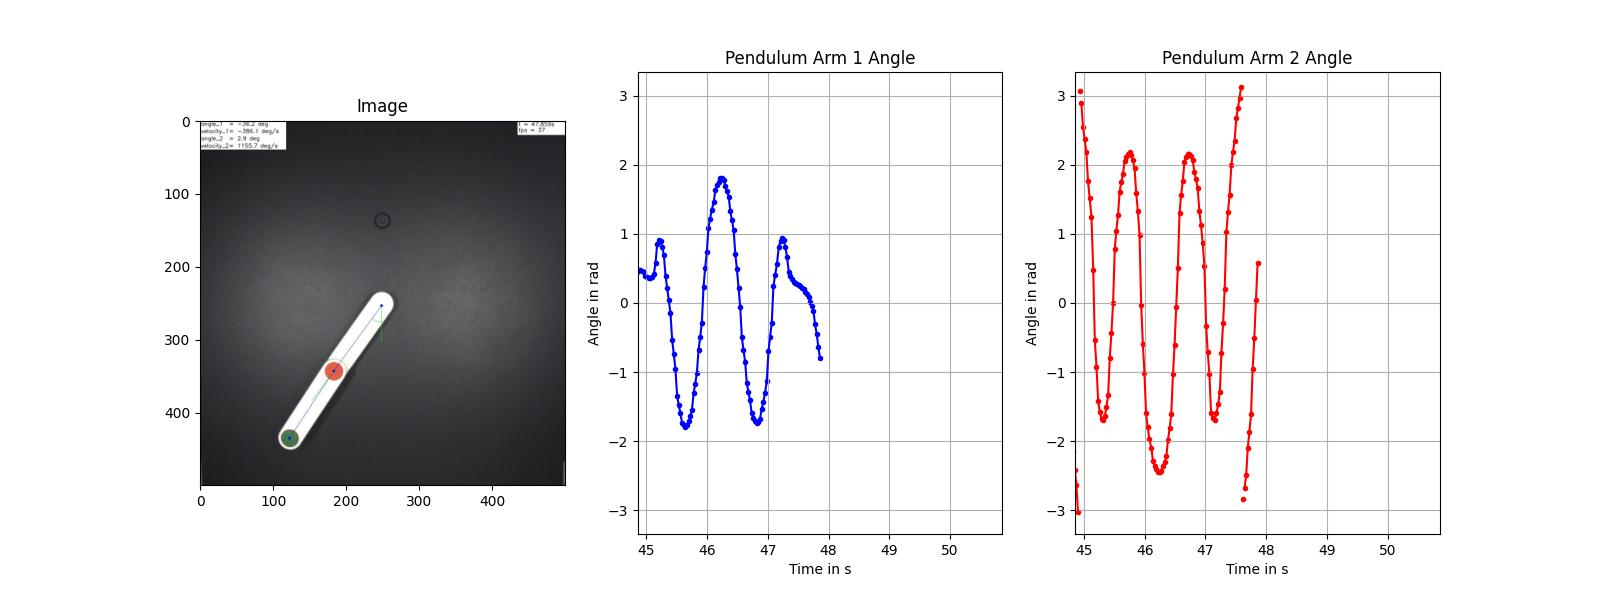 Image
angle_1 = -36.2 deg
velocity_1= -386.1 deg/s
angle_2 = 2.9 deg
velocity_2= 1155.7 deg/s
t = 47.859s
fps = 37
0
100
200
300
400
0 100 200 300 400
Pendulum Arm 1 Angle
Angle in rad
3
2
1
0
−1
−2
−3
45 46 47 48 49 50
Time in s
Pendulum Arm 2 Angle
Angle in rad
3
2
1
0
−1
−2
−3
45 46 47 48 49 50
Time in s